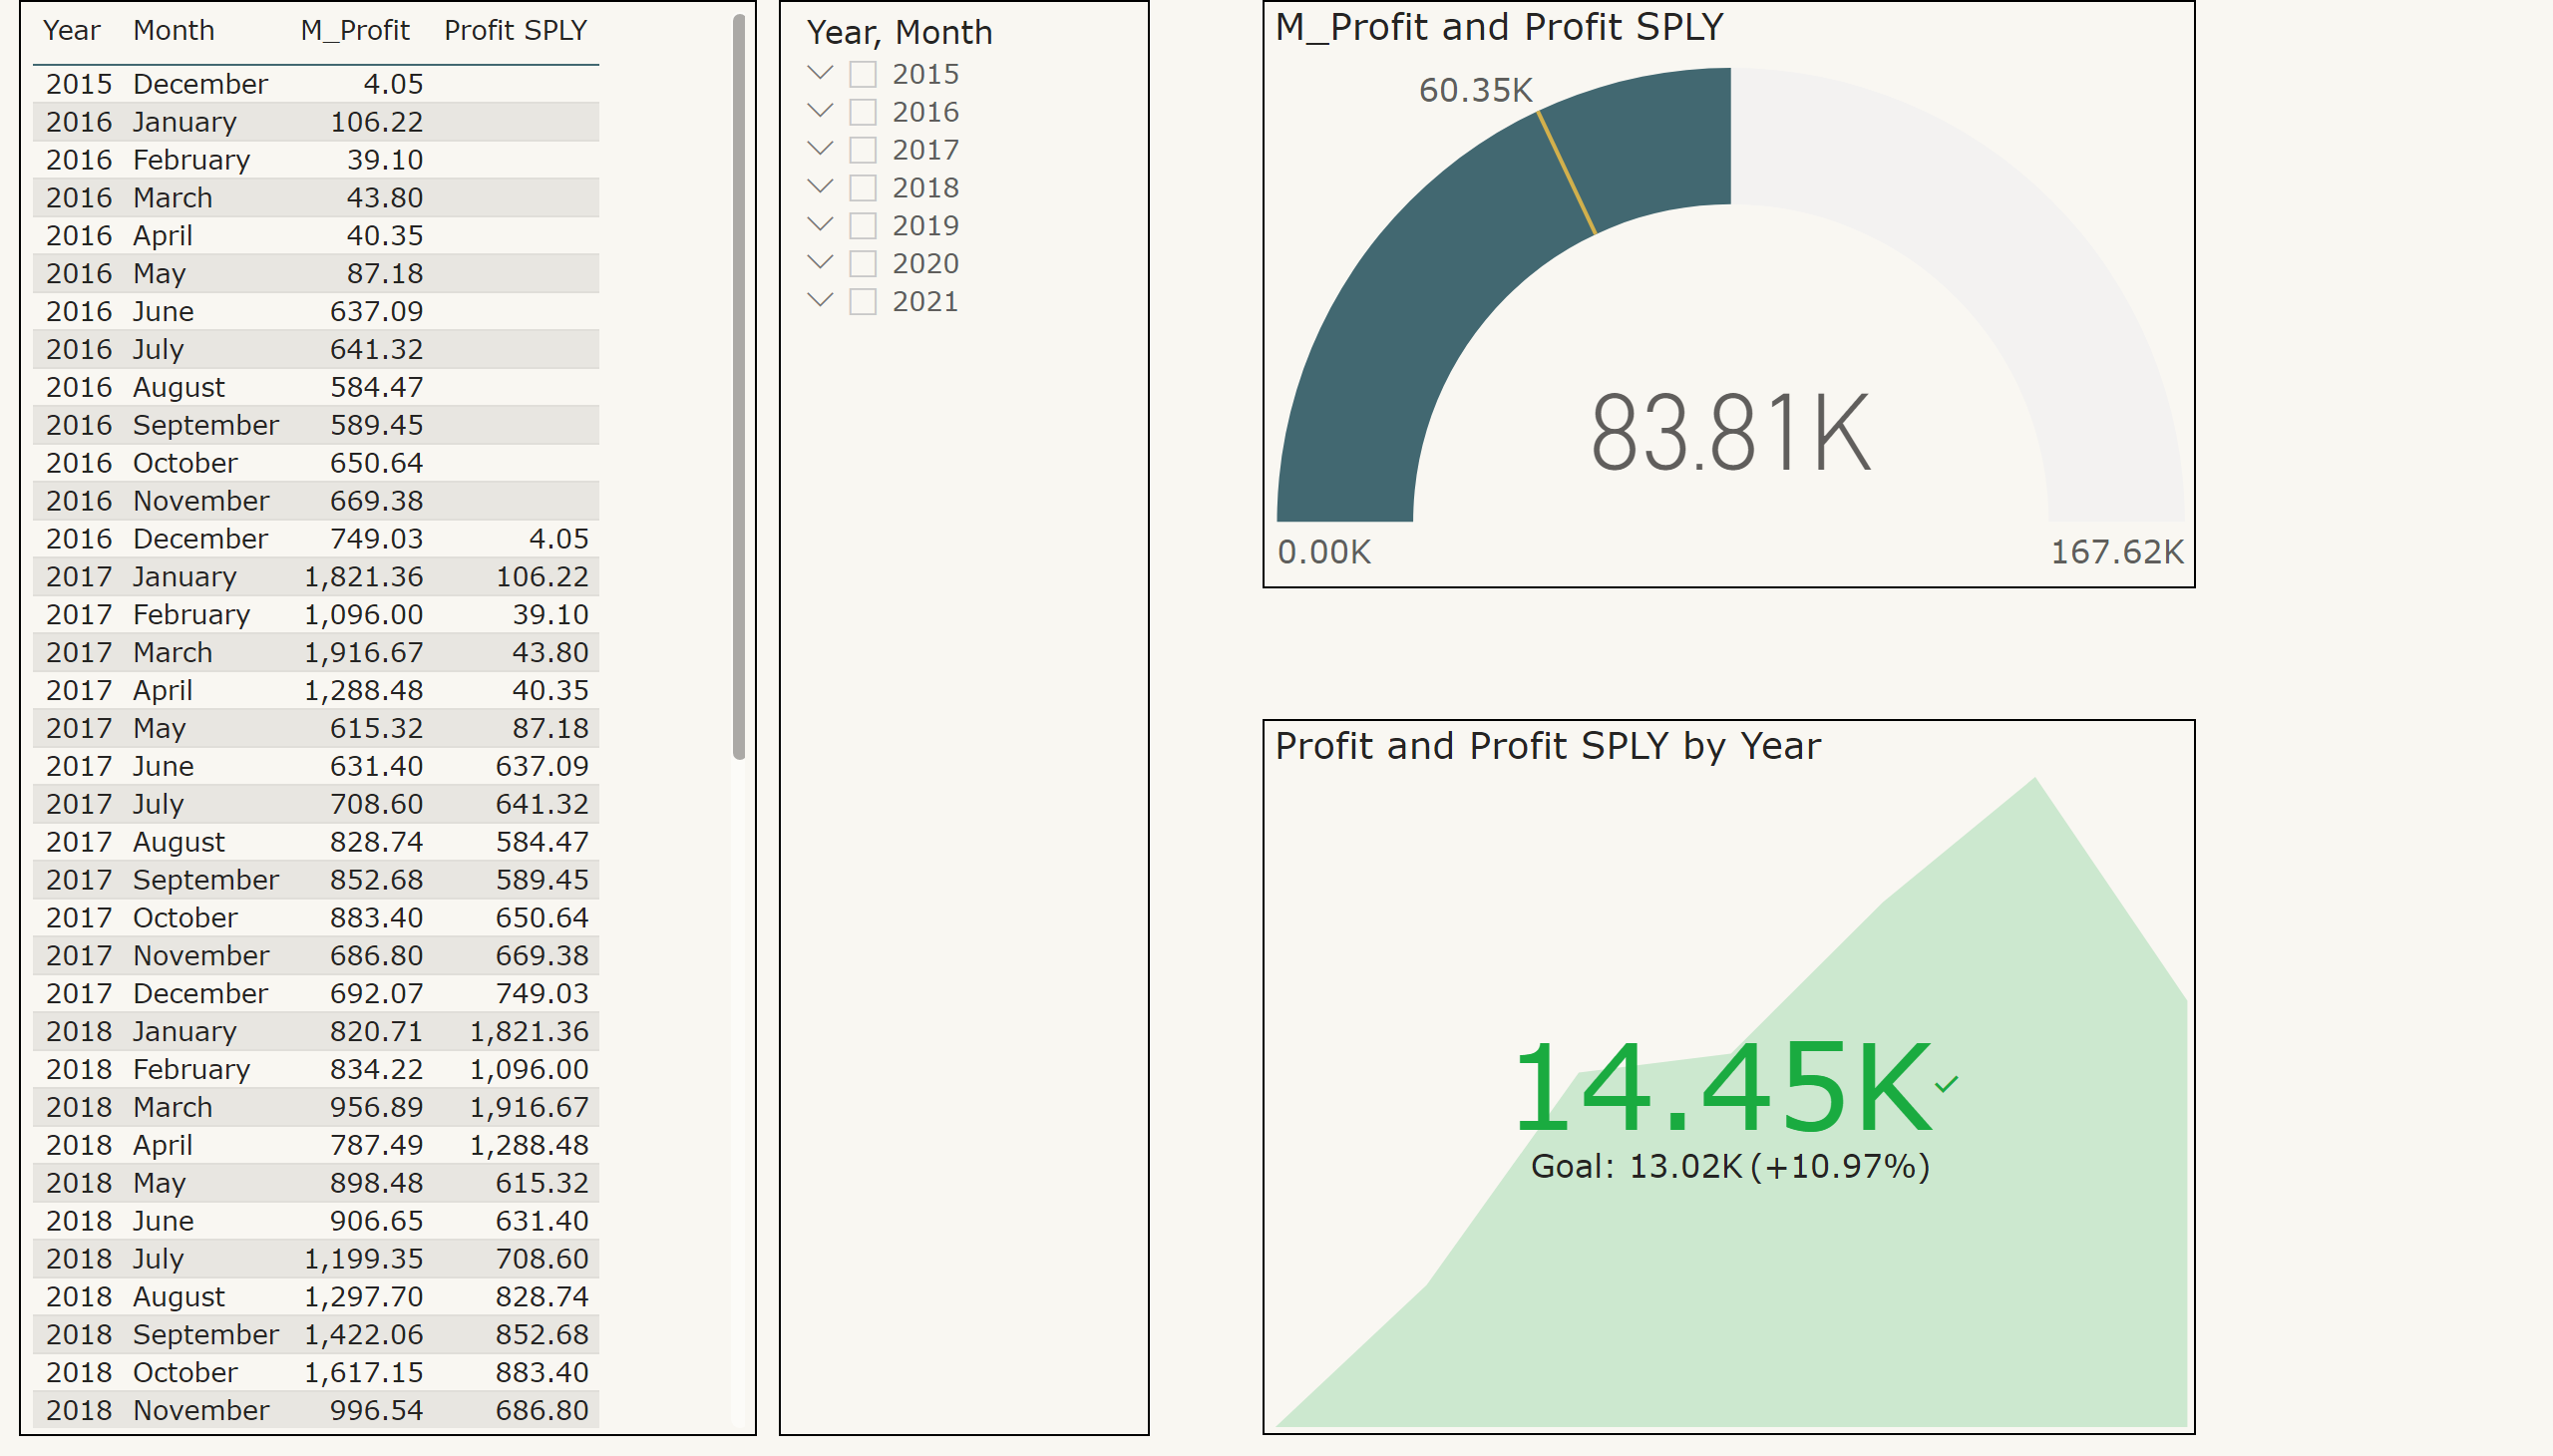 Year Month M_Profit Profit SPLY
2015 December 4.05
2016 January 106.22
2016 February 39.10
2016 March 43.80
2016 April 40.35
2016 May 87.18
2016 June 637.09
2016 July 641.32
2016 August 584.47
2016 September 589.45
2016 October 650.64
2016 November 669.38
2016 December 749.03 4.05
2017 January 1,821.36 106.22
2017 February 1,096.00 39.10
2017 March 1,916.67 43.80
2017 April 1,288.48 40.35
2017 May 615.32 87.18
2017 June 631.40 637.09
2017 July 708.60 641.32
2017 August 828.74 584.47
2017 September 852.68 589.45
2017 October 883.40 650.64
2017 November 686.80 669.38
2017 December 692.07 749.03
2018 January 820.71 1,821.36
2018 February 834.22 1,096.00
2018 March 956.89 1,916.67
2018 April 787.49 1,288.48
2018 May 898.48 615.32
2018 June 906.65 631.40
2018 July 1,199.35 708.60
2018 August 1,297.70 828.74
2018 September 1,422.06 852.68
2018 October 1,617.15 883.40
2018 November 996.54 686.80
Year, Month
2015
2016
2017
2018
2019
2020
2021
M_Profit and Profit SPLY
60.35K
83.81K
0.00K 167.62K
Profit and Profit SPLY by Year
14.45K
Goal: 13.02K (+10.97%)